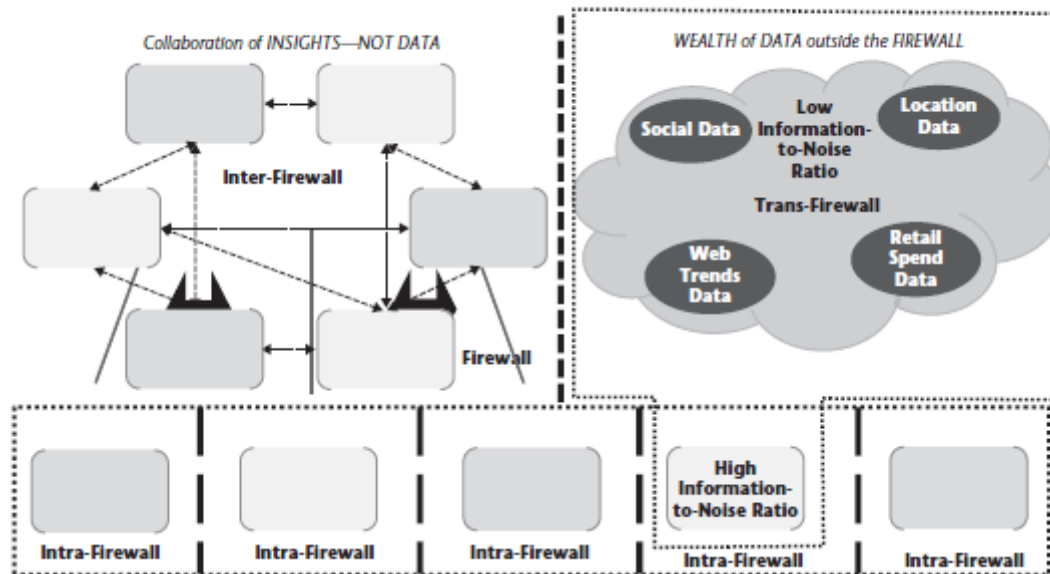 Collaboration of INSIGHTS—NOT DATA
Inter-Firewall
Firewall
WEALTH of DATA outside the FIREWALL
Social Data
Low
Information-
to-Noise
Ratio
Location
Data
Trans-Firewall
Web
Trends
Data
Retail
Spend
Data
High
Information-
to-Noise Ratio
Intra-Firewall
Intra-Firewall
Intra-Firewall
Intra-Firewall
Intra-Firewall